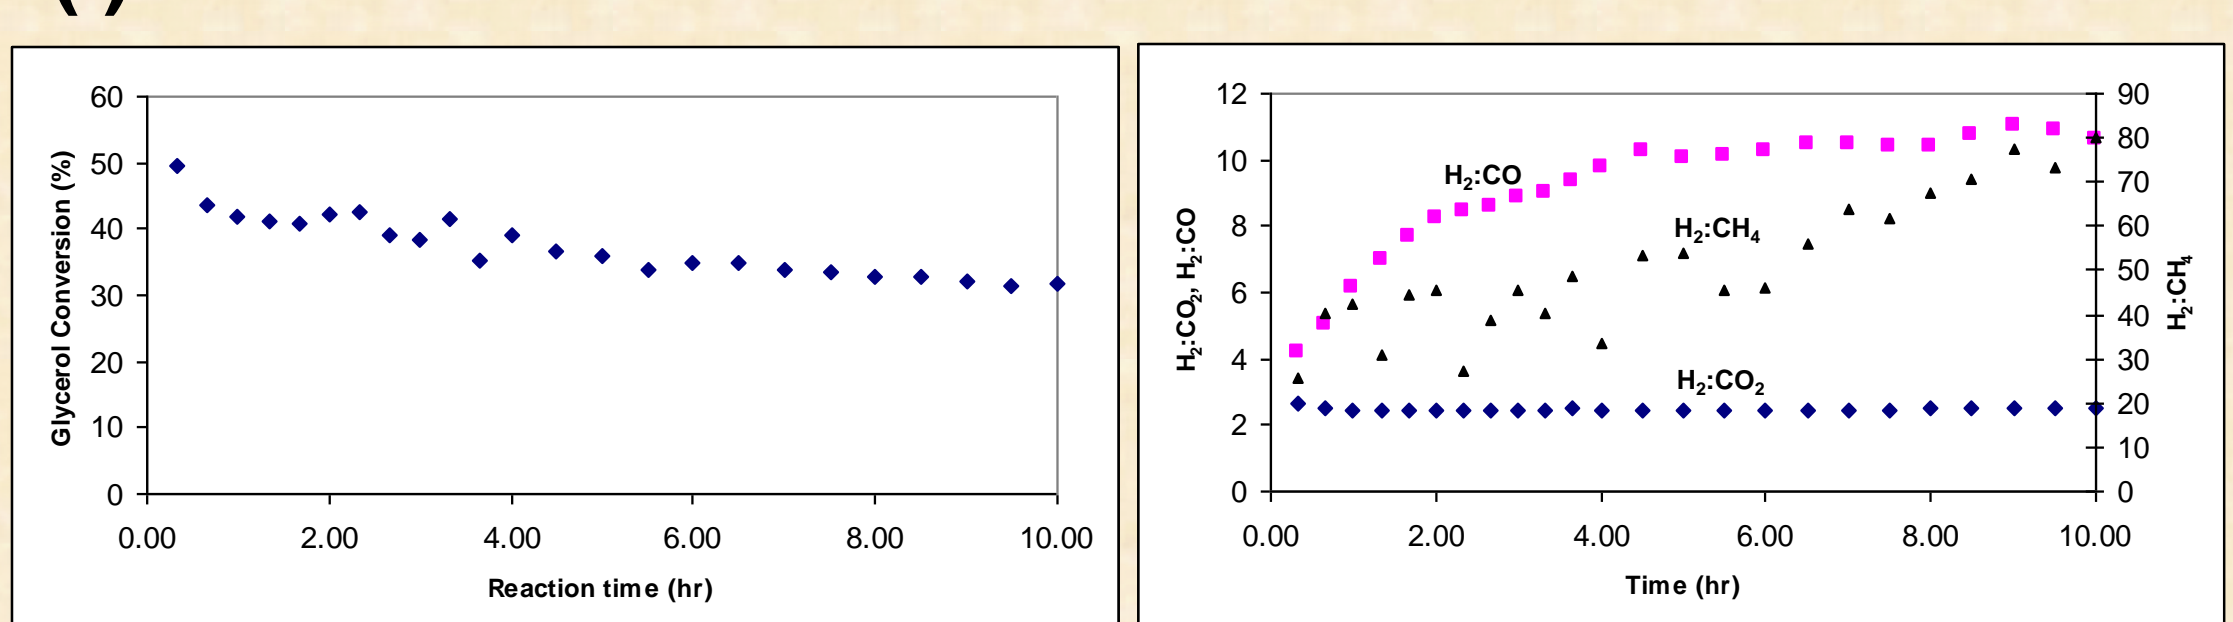 60
50
40
30
20
10
0
Glycerol Conversion (%)
0.00 2.00 4.00 6.00 8.00 10.00
Reaction time (hr)
12
10
8
6
4
2
0
H₂:CO₂, H₂:CO
H₂:CO
H₂:CH₄
H₂:CO₂
90
80
70
60
50
40
30
20
10
0
H₂:CH₄
0.00 2.00 4.00 6.00 8.00 10.00
Time (hr)